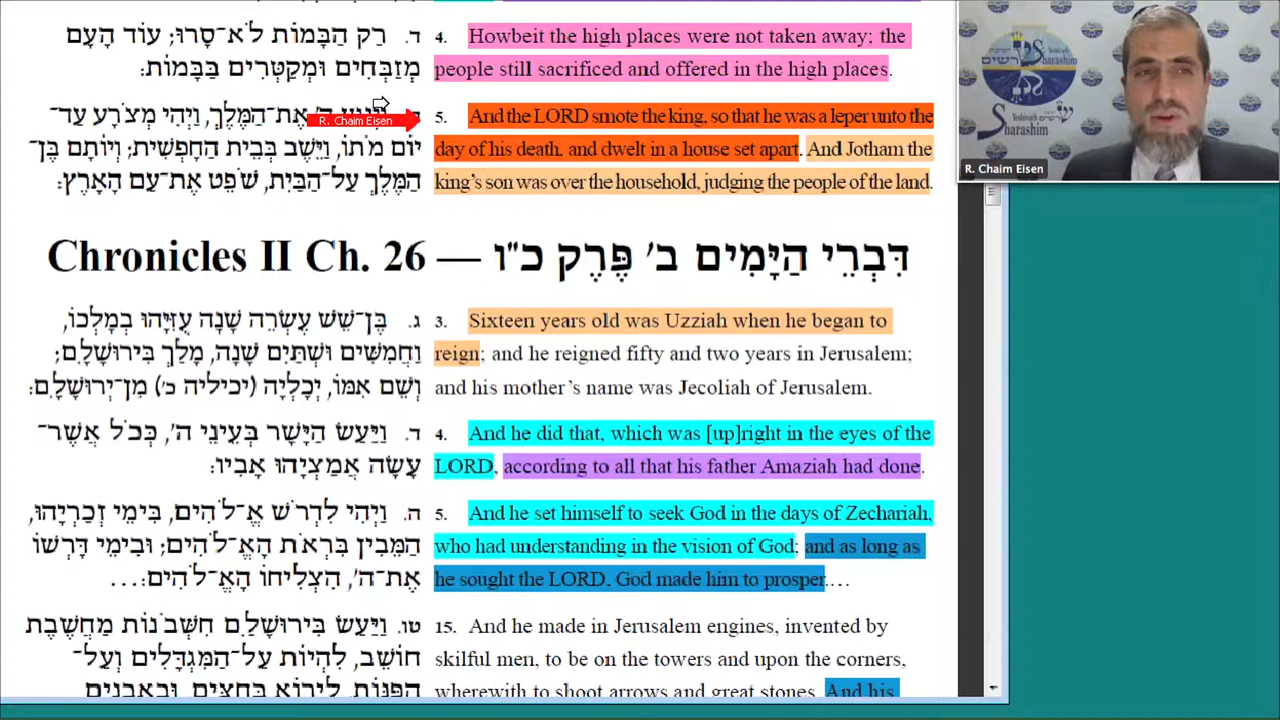 ד. רַק הַבָּמוֹת לֹא־סָרוּ; עוֹד הָעָם
מְזַבְּחִים וּמְקַטְּרִים בַּבָּמוֹת:
4. Howbeit the high places were not taken away; the
people still sacrificed and offered in the high places.
אֶת־הַמֶּלֶךְ, וַיְהִי מְצֹרָע עַד־
יוֹם מֹתוֹ, וַיֵּשֶׁב בְּבֵית הַחָפְשִׁית; וְיוֹתָם בֶּן־
הַמֶּלֶךְ עַל־הַבַּיִת, שֹׁפֵט אֶת־עַם הָאָרֶץ:
R. Chaim Eisen
5. And the LORD smote the king, so that he was a leper unto the
day of his death, and dwelt in a house set apart. And Jotham the
king's son was over the household, judging the people of the land.
Chronicles II Ch. 26 — דִּבְרֵי הַיָּמִים ב' פֶּרֶק כ"ו
ג. בֶּן־שֵׁשׁ עֶשְׂרֵה שָׁנָה עֻזִּיָּהוּ בְמָלְכוֹ,
וַחֲמִשִּׁים וּשְׁתַּיִם שָׁנָה, מָלַךְ בִּירוּשָׁלָ‍ִם;
וְשֵׁם אִמּוֹ, יְכָלְיָה (יכיליה כ') מִן־יְרוּשָׁלָ‍ִם:
3. Sixteen years old was Uzziah when he began to
reign; and he reigned fifty and two years in Jerusalem;
and his mother's name was Jecoliah of Jerusalem.
ד. וַיַּעַשׂ הַיָּשָׁר בְּעֵינֵי ה', כְּכֹל אֲשֶׁר־
עָשָׂה אֲמַצְיָהוּ אָבִיו:
4. And he did that, which was [up]right in the eyes of the
LORD, according to all that his father Amaziah had done.
ה. וַיְהִי לִדְרֹשׁ אֱ־לֹהִים, בִּימֵי זְכַרְיָהוּ,
הַמֵּבִין בִּרְאֹת הָאֱ־לֹהִים; וּבִימֵי דָּרְשׁוֹ
אֶת־ה', הִצְלִיחוֹ הָאֱ־לֹהִים:...
5. And he set himself to seek God in the days of Zechariah,
who had understanding in the vision of God; and as long as
he sought the LORD, God made him to prosper....
טו. וַיַּעַשׂ בִּירוּשָׁלַ‍ִם חִשְּׁבֹנוֹת מַחֲשֶׁבֶת
חוֹשֵׁב, לִהְיוֹת עַל־הַמִּגְדָּלִים וְעַל־
הַפִּנּוֹת לִירוֹא בַּחִצִּים וּבָאֲבָנִים
15. And he made in Jerusalem engines, invented by
skilful men, to be on the towers and upon the corners,
wherewith to shoot arrows and great stones. And his
Yeshivath
Sharashim
R. Chaim Eisen